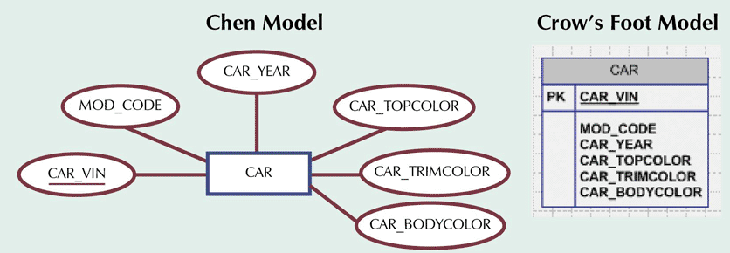 Chen Model
CAR_YEAR
MOD_CODE
CAR_TOPCOLOR
CAR_VIN
CAR
CAR_TRIMCOLOR
CAR_BODYCOLOR
Crow's Foot Model
CAR
PK CAR_VIN
MOD_CODE
CAR_YEAR
CAR_TOPCOLOR
CAR_TRIMCOLOR
CAR_BODYCOLOR